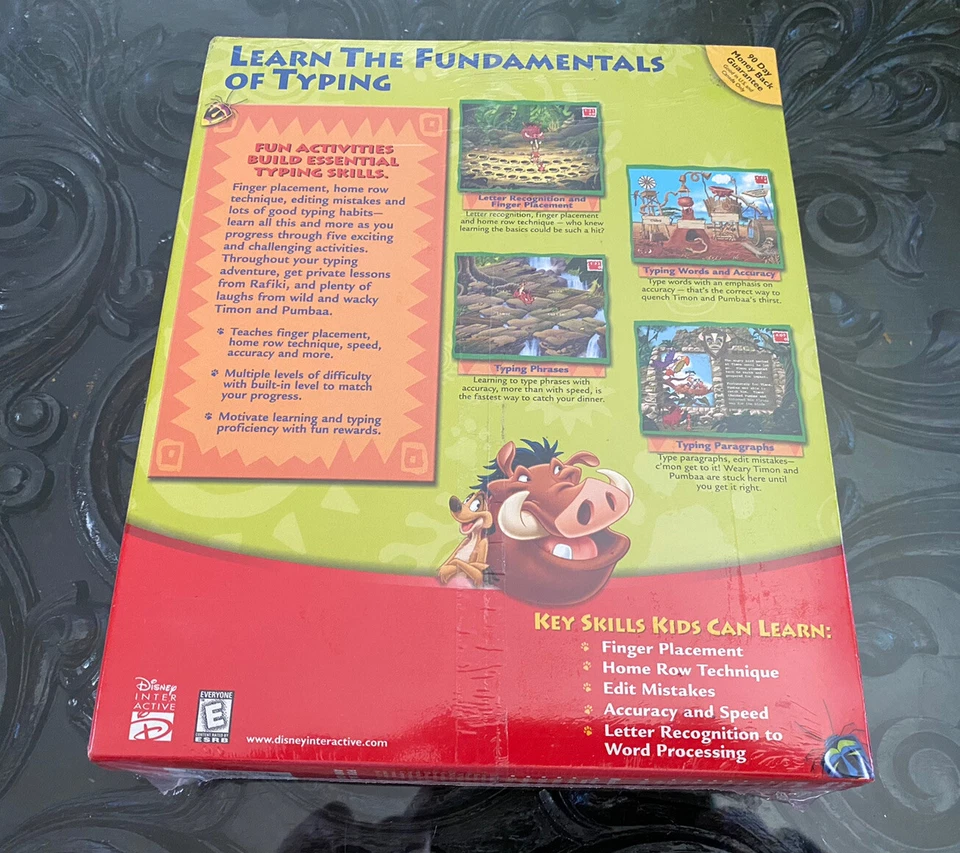 LEARN THE FUNDAMENTALS
OF TYPING
90 Day
Money Back
Guarantee
Good in U.S. and
Canada Only
FUN ACTIVITIES
BUILD ESSENTIAL
TYPING SKILLS.
Finger placement, home row
technique, editing mistakes and
lots of good typing habits—
learn all this and more as you
progress through five exciting
and challenging activities.
Throughout your typing
adventure, get private lessons
from Rafiki, and plenty of
laughs from wild and wacky
Timon and Pumbaa.
Teaches finger placement,
home row technique, speed,
accuracy and more.
Multiple levels of difficulty
with built-in level to match
your progress.
Motivate learning and typing
proficiency with fun rewards.
Letter Recognition and
Finger Placement
Letter recognition, finger placement
and home row technique — who knew
learning the basics could be such a hit?
Typing Words and Accuracy
Type words with an emphasis on
accuracy — that's the correct way to
quench Timon and Pumbaa's thirst.
Typing Phrases
Learning to type phrases with
accuracy, more than with speed, is
the fastest way to catch your dinner.
Typing Paragraphs
Type paragraphs, edit mistakes—
c'mon get to it! Weary Timon and
Pumbaa are stuck here until
you get it right.
KEY SKILLS KIDS CAN LEARN:
Finger Placement
Home Row Technique
Edit Mistakes
Accuracy and Speed
Letter Recognition to
Word Processing
Disney
INTER
ACTIVE
EVERYONE
E
CONTENT RATED BY
ESRB
www.disneyinteractive.com